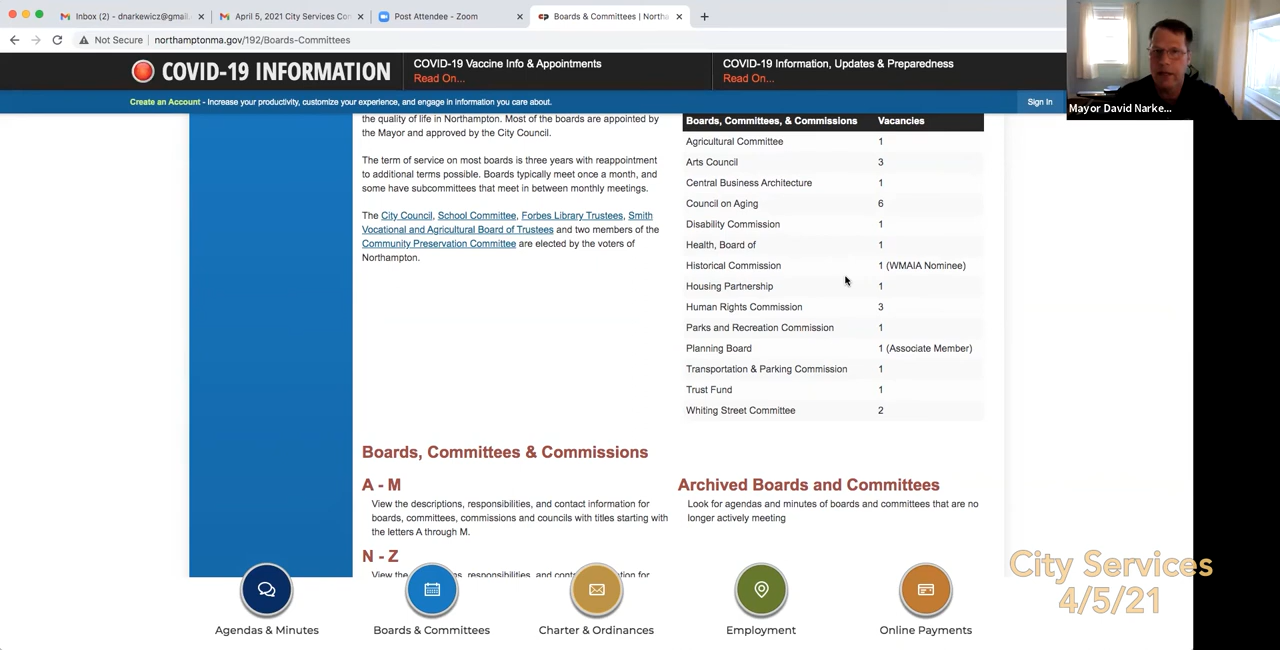 Inbox (2) - dnarkewicz@gmail.
April 5, 2021 City Services Con
Post Attendee - Zoom
Boards & Committees | Northa
Not Secure
northamptonma.gov/192/Boards-Committees
COVID-19 INFORMATION
COVID-19 Vaccine Info & Appointments
Read On...
COVID-19 Information, Updates & Preparedness
Read On...
Mayor David Narke...
Create an Account - Increase your productivity, customize your experience, and engage in information you care about.
Sign In
the quality of life in Northampton. Most of the boards are appointed by
the Mayor and approved by the City Council.
The term of service on most boards is three years with reappointment
to additional terms possible. Boards typically meet once a month, and
some have subcommittees that meet in between monthly meetings.
The City Council, School Committee, Forbes Library Trustees, Smith
Vocational and Agricultural Board of Trustees and two members of the
Community Preservation Committee are elected by the voters of
Northampton.
Boards, Committees, & Commissions Vacancies
Agricultural Committee 1
Arts Council 3
Central Business Architecture 1
Council on Aging 6
Disability Commission 1
Health, Board of 1
Historical Commission 1 (WMAIA Nominee)
Housing Partnership 1
Human Rights Commission 3
Parks and Recreation Commission 1
Planning Board 1 (Associate Member)
Transportation & Parking Commission 1
Trust Fund 1
Whiting Street Committee 2
Boards, Committees & Commissions
A - M
View the descriptions, responsibilities, and contact information for
boards, committees, commissions and councils with titles starting with
the letters A through M.
N - Z
View the responsibilities, and for
Archived Boards and Committees
Look for agendas and minutes of boards and committees that are no
longer actively meeting
Agendas & Minutes
Boards & Committees
Charter & Ordinances
Employment
Online Payments
City Services
4/5/21